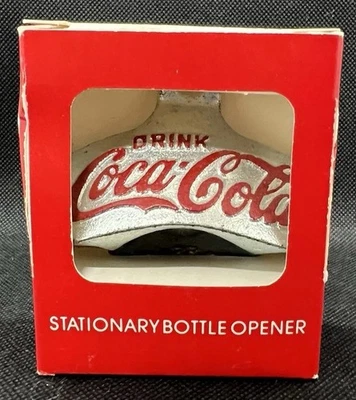 DRINK
Coca-Cola
STATIONARY BOTTLE OPENER